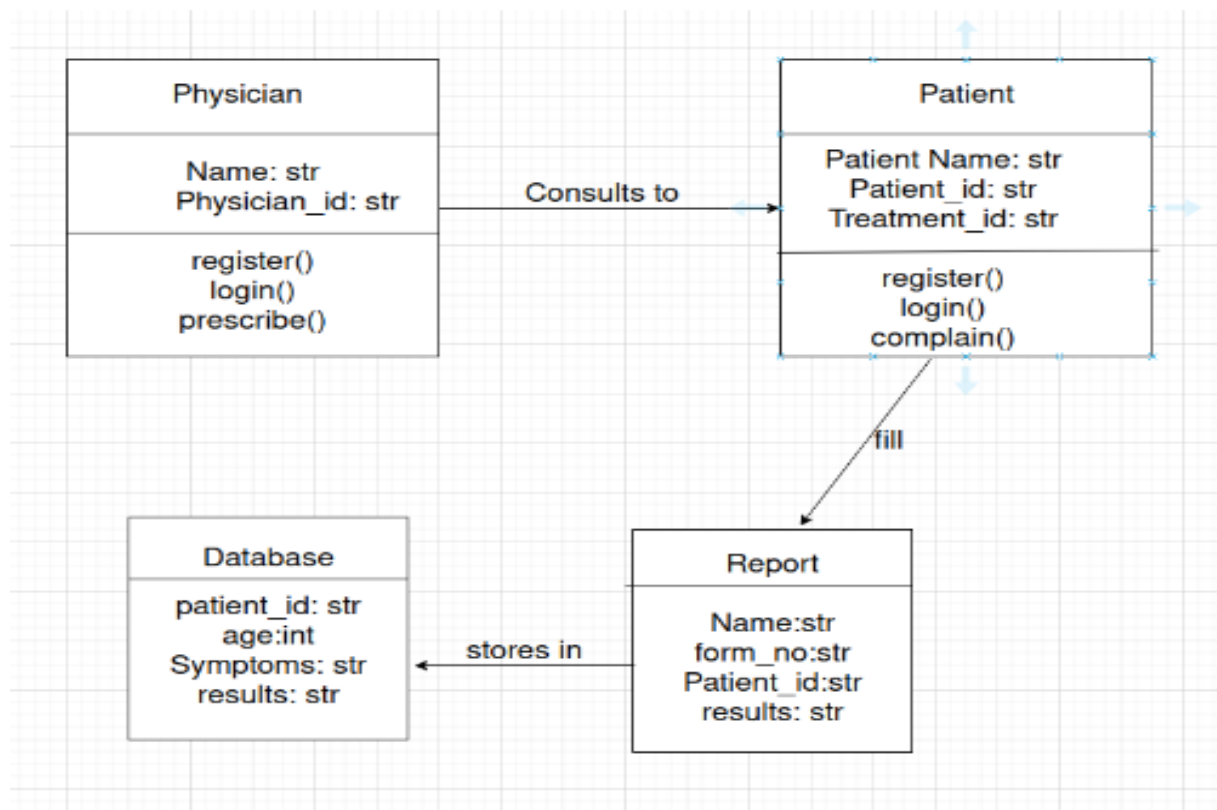 Physician
Name: str
Physician_id: str
register()
login()
prescribe()
Consults to
Patient
Patient Name: str
Patient_id: str
Treatment_id: str
register()
login()
complain()
fill
Database
patient_id: str
age:int
Symptoms: str
results: str
stores in
Report
Name:str
form_no:str
Patient_id:str
results: str